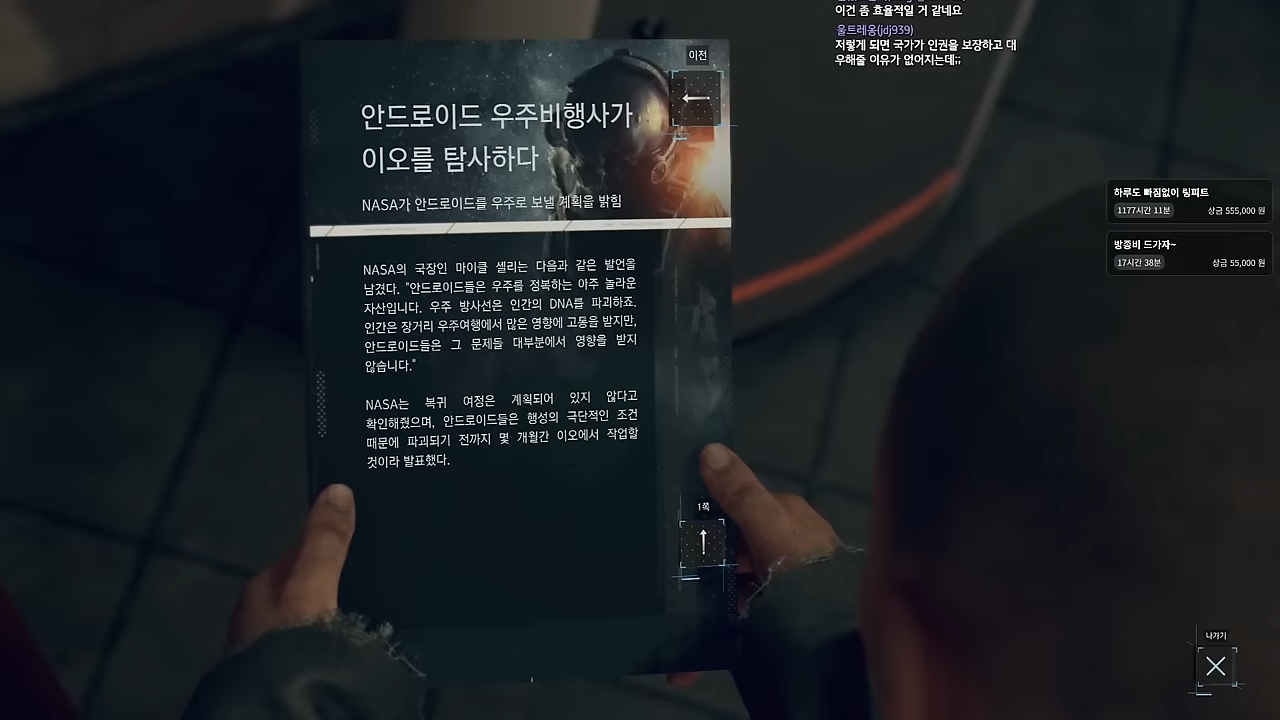 이건 좀 효율적일 거 같네요
울트레옹(jdj939)
저렇게 되면 국가가 인권을 보장하고 대
우해줄 이유가 없어지는데;;
이전
안드로이드 우주비행사가
이오를 탐사하다
NASA가 안드로이드를 우주로 보낼 계획을 밝힘
NASA의 국장인 마이클 셸리는 다음과 같은 발언을
남겼다. "안드로이드들은 우주를 정복하는 아주 놀라운
자산입니다. 우주 방사선은 인간의 DNA를 파괴하죠.
인간은 장거리 우주여행에서 많은 영향에 고통을 받지만,
안드로이드들은 그 문제들 대부분에서 영향을 받지
않습니다."
NASA는 복귀 여정은 계획되어 있지 않다고
확인해줬으며, 안드로이드들은 행성의 극단적인 조건
때문에 파괴되기 전까지 몇 개월간 이오에서 작업할
것이라 발표했다.
1쪽
하루도 빠짐없이 링피트
1177시간 11분
상금 555,000 원
방종비 드가자~
17시간 38분
상금 55,000 원
나가기